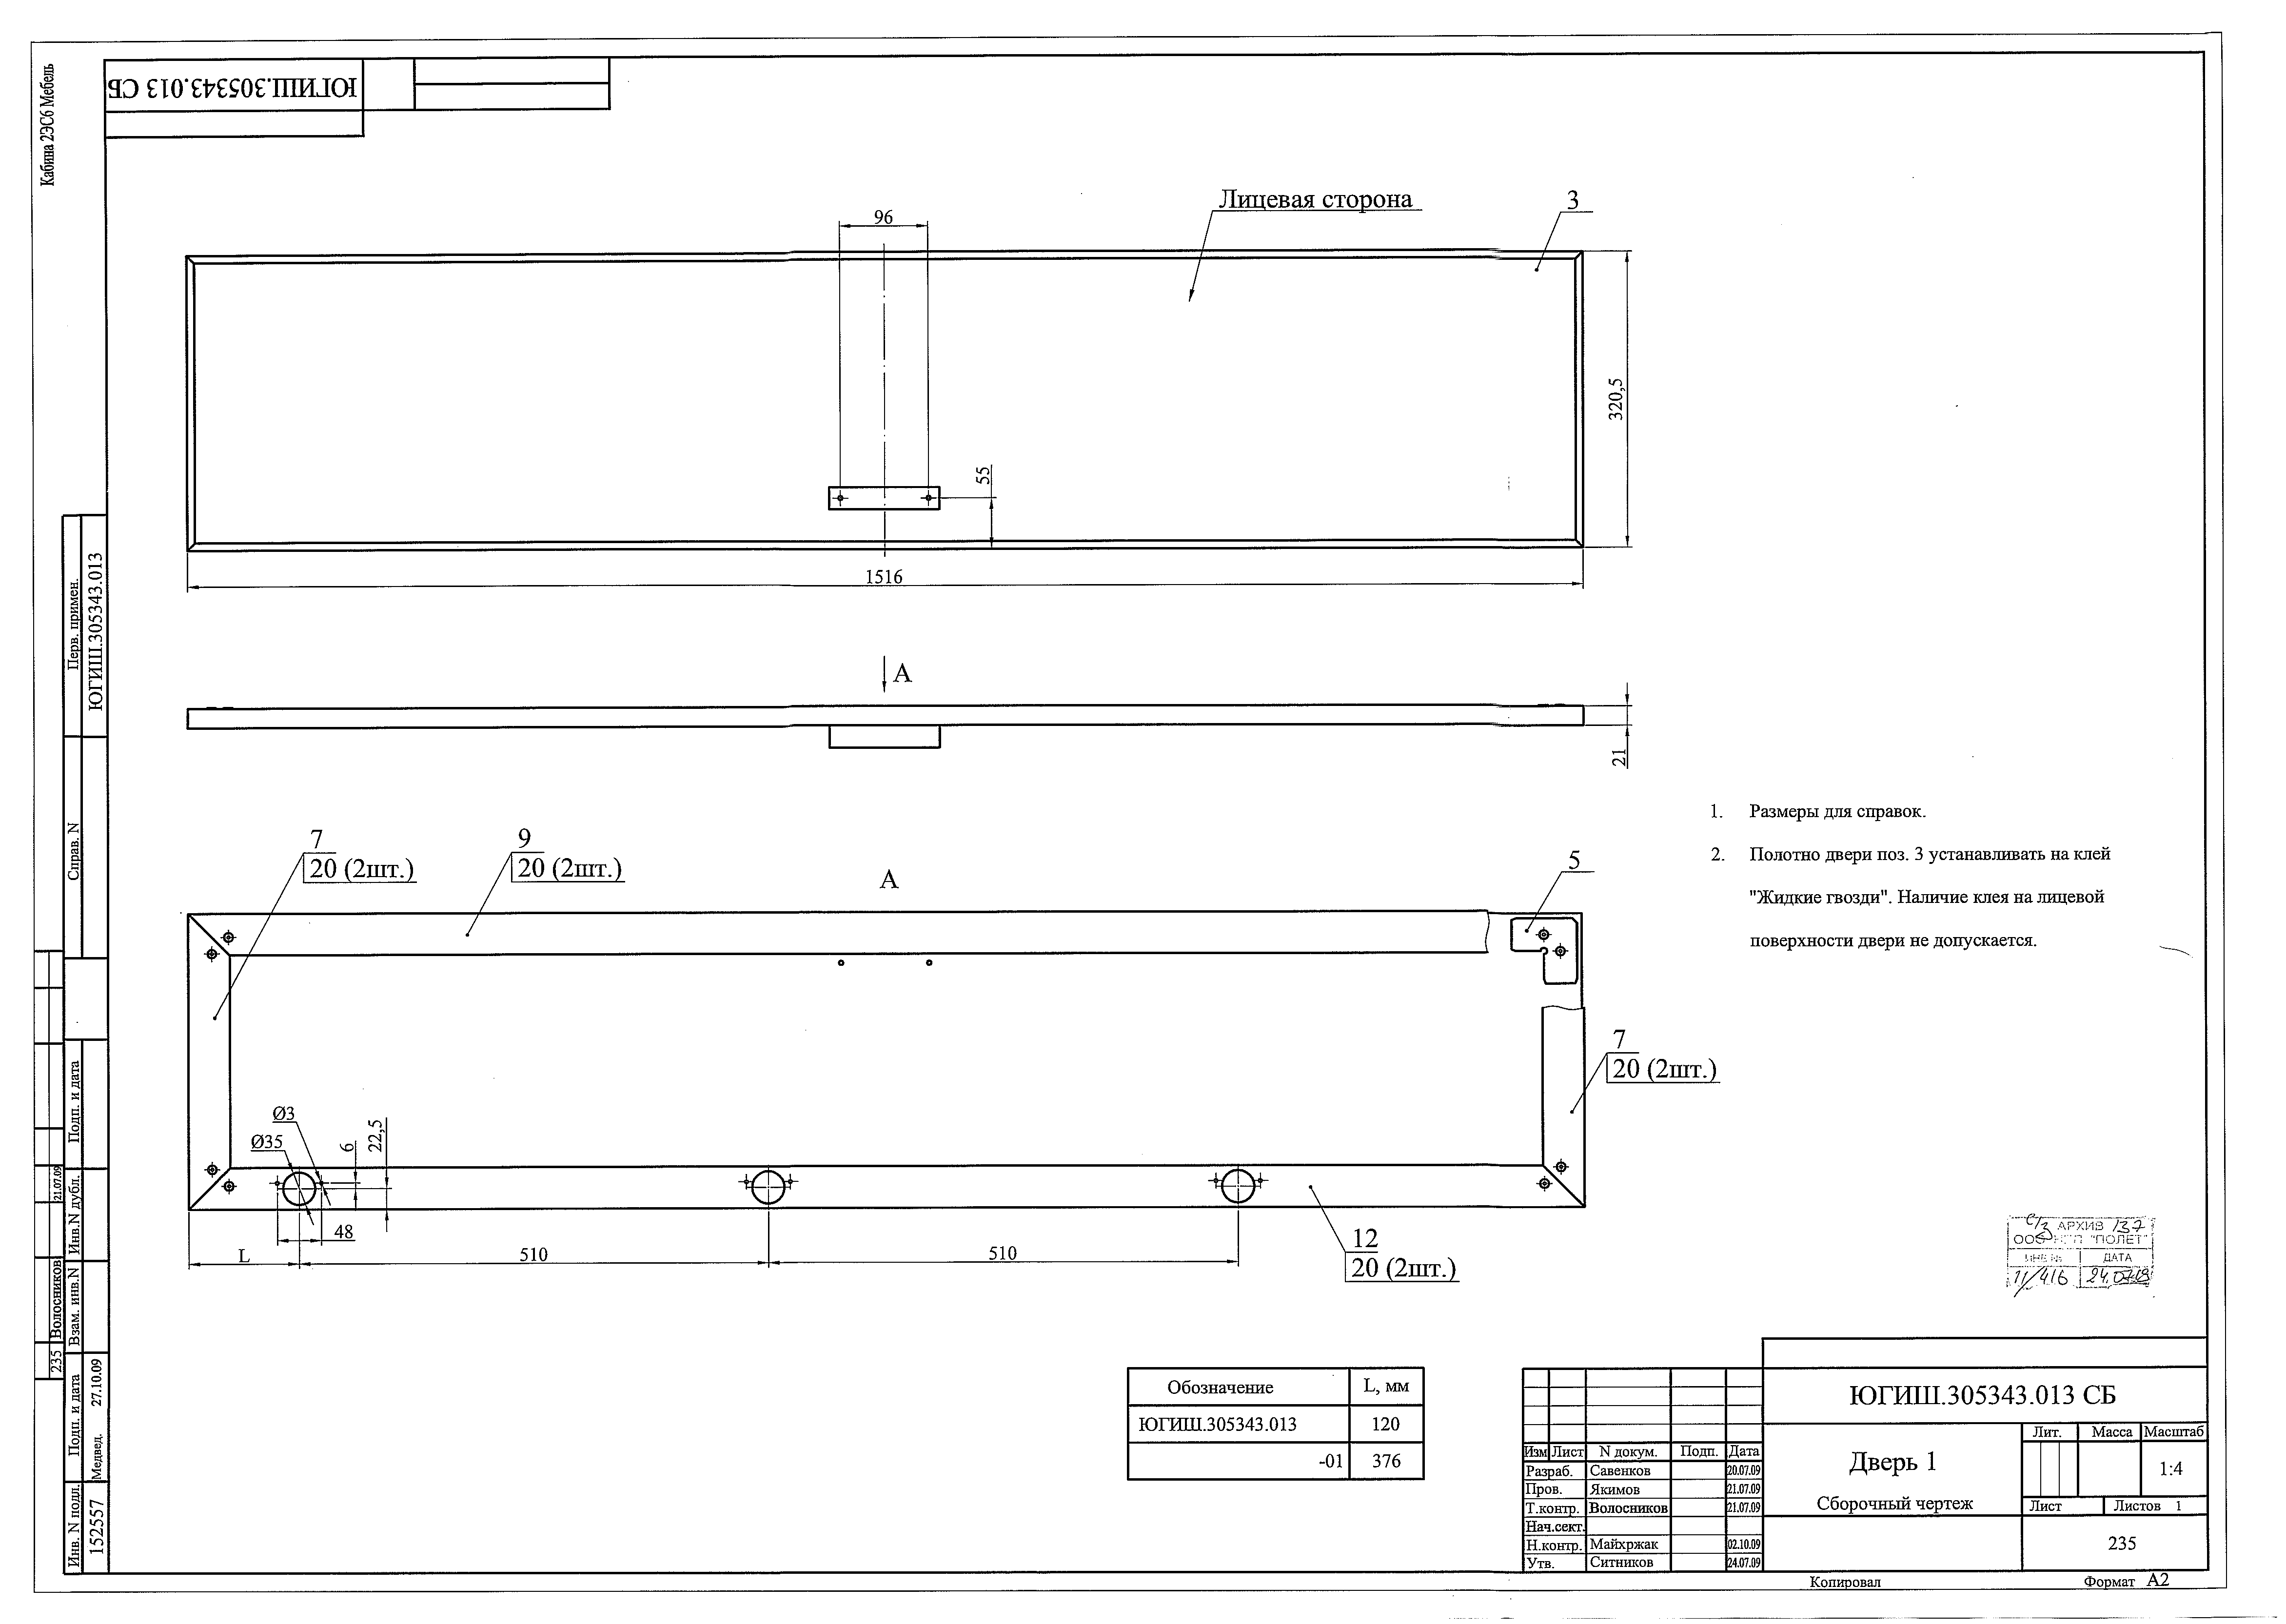 Кабина 2ЭС6 Мебель
ЮГИШ.305343.013 СБ
Лицевая сторона
3
96
320,5
55
1516
А
21
1. Размеры для справок.
2. Полотно двери поз. 3 устанавливать на клей
"Жидкие гвозди". Наличие клея на лицевой
поверхности двери не допускается.
7
20 (2шт.)
9
20 (2шт.)
А
5
7
20 (2шт.)
Ø3
Ø35
6
22,5
48
L
510
510
12
20 (2шт.)
С/З АРХИВ 137
"ПОЛЕТ"
ИНВ № ДАТА
11/416 24.07.09
Обозначение L, мм
ЮГИШ.305343.013 120
-01 376
ЮГИШ.305343.013 СБ
Дверь 1
Сборочный чертеж
Лит. Масса Масштаб
1:4
Лист Листов 1
235
Изм Лист N докум. Подп. Дата
Разраб. Савенков 20.07.09
Пров. Якимов 21.07.09
Т.контр. Волосников 21.07.09
Нач.сект.
Н.контр. Майхржак 02.10.09
Утв. Ситников 24.07.09
Копировал Формат А2
Перв. примен.
ЮГИШ.305343.013
Справ. N
Подп. и дата
Инв.N дубл.
Взам. инв.N
Подп. и дата
Медвед. 27.10.09
Инв. N подл.
152557
235 Волосников 21.07.09